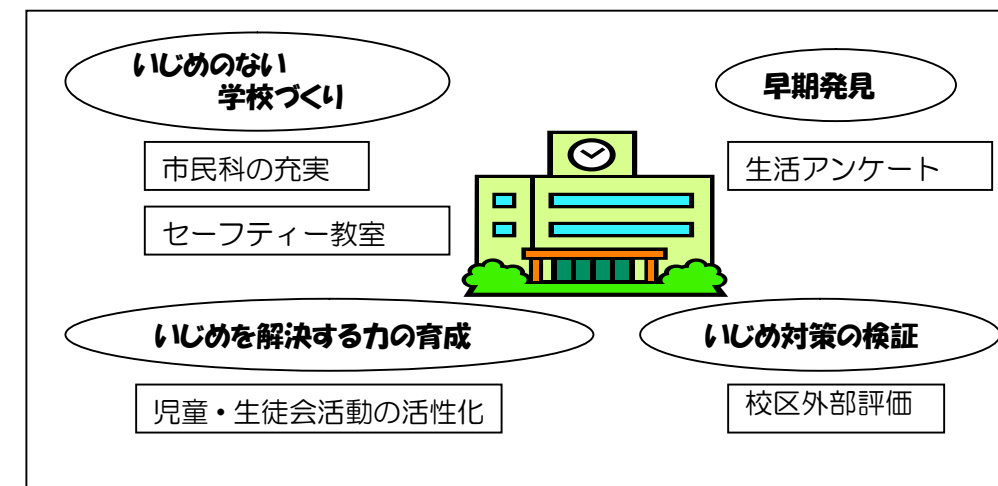 いじめのない
学校づくり
市民科の充実
セーフティー教室
早期発見
生活アンケート
いじめを解決する力の育成
児童・生徒会活動の活性化
いじめ対策の検証
校区外部評価